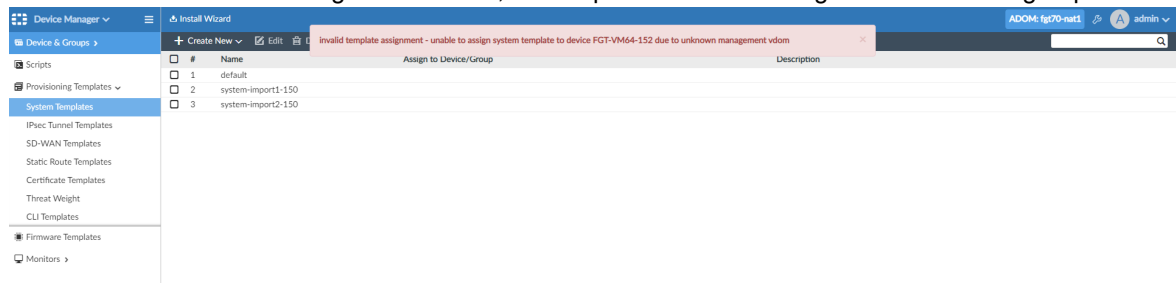 Device Manager
Install Wizard
ADOM: fgt70-nat1
A admin
Device & Groups
Create New Edit
invalid template assignment - unable to assign system template to device FGT-VM64-152 due to unknown management vdom
Scripts
# Name Assign to Device/Group Description
1 default
Provisioning Templates
2 system-import1-150
System Templates
3 system-import2-150
IPsec Tunnel Templates
SD-WAN Templates
Static Route Templates
Certificate Templates
Threat Weight
CLI Templates
Firmware Templates
Monitors